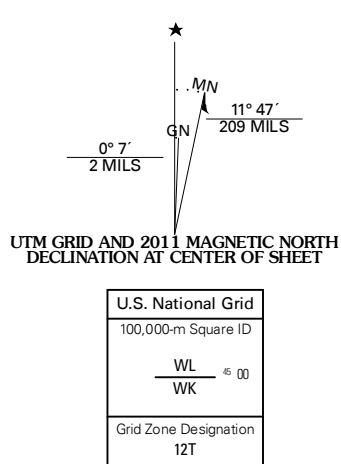 ★
MN
11° 47´
209 MILS
GN
0° 7´
2 MILS
UTM GRID AND 2011 MAGNETIC NORTH
DECLINATION AT CENTER OF SHEET
U.S. National Grid
100,000-m Square ID
WL
45 00
WK
Grid Zone Designation
12T